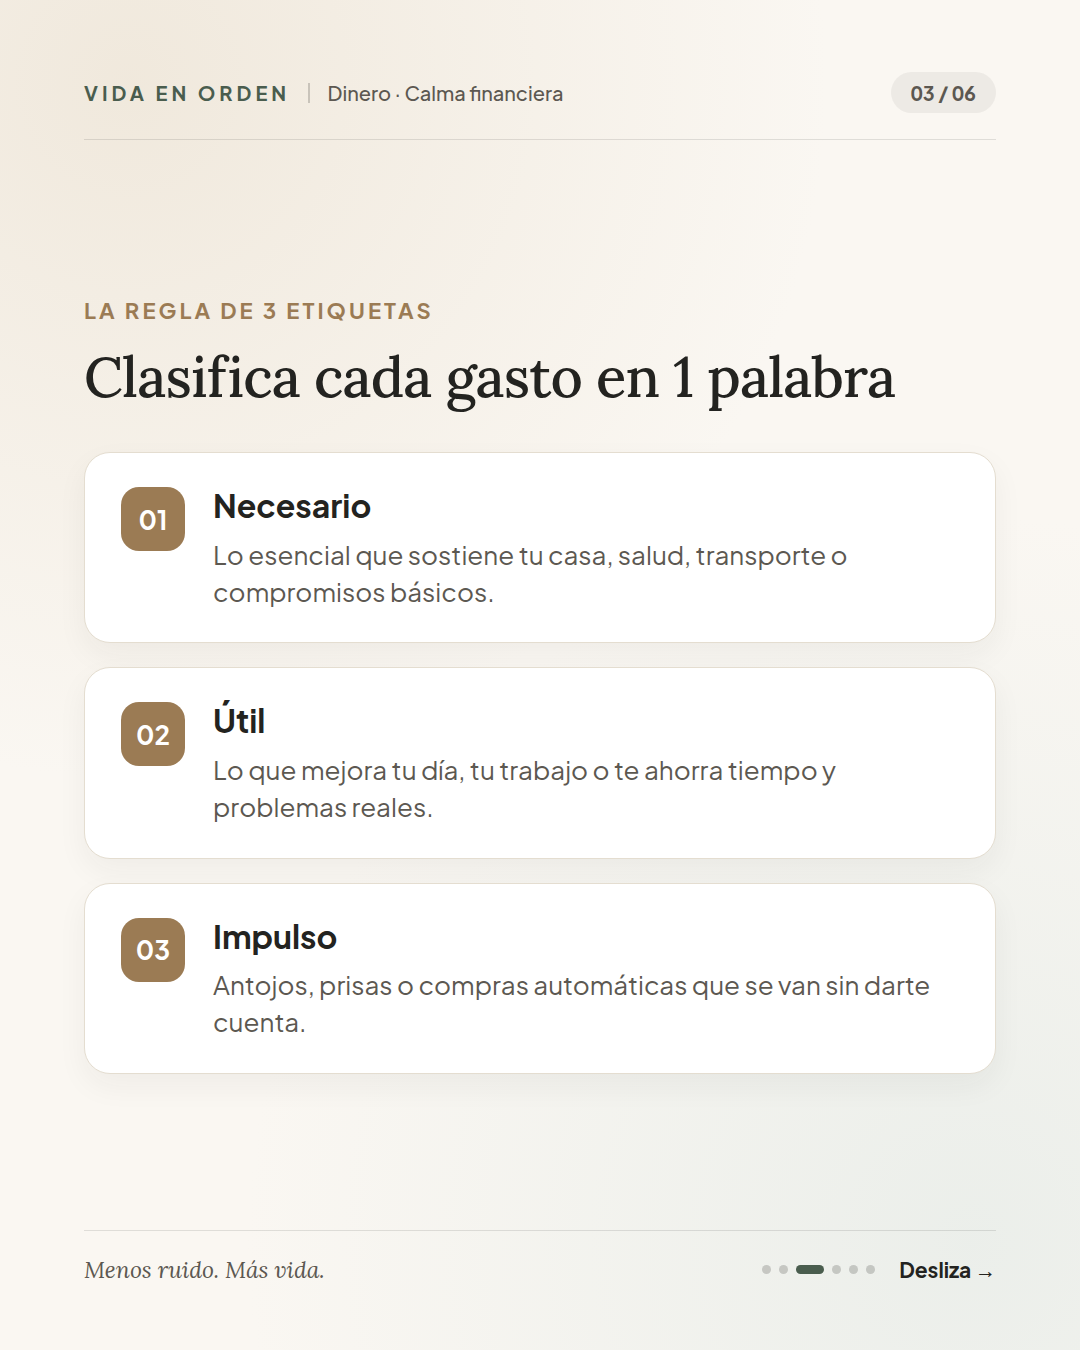 VIDA EN ORDEN | Dinero · Calma financiera
03 / 06
LA REGLA DE 3 ETIQUETAS
Clasifica cada gasto en 1 palabra
01
Necesario
Lo esencial que sostiene tu casa, salud, transporte o
compromisos básicos.
02
Útil
Lo que mejora tu día, tu trabajo o te ahorra tiempo y
problemas reales.
03
Impulso
Antojos, prisas o compras automáticas que se van sin darte
cuenta.
Menos ruido. Más vida.
Desliza →